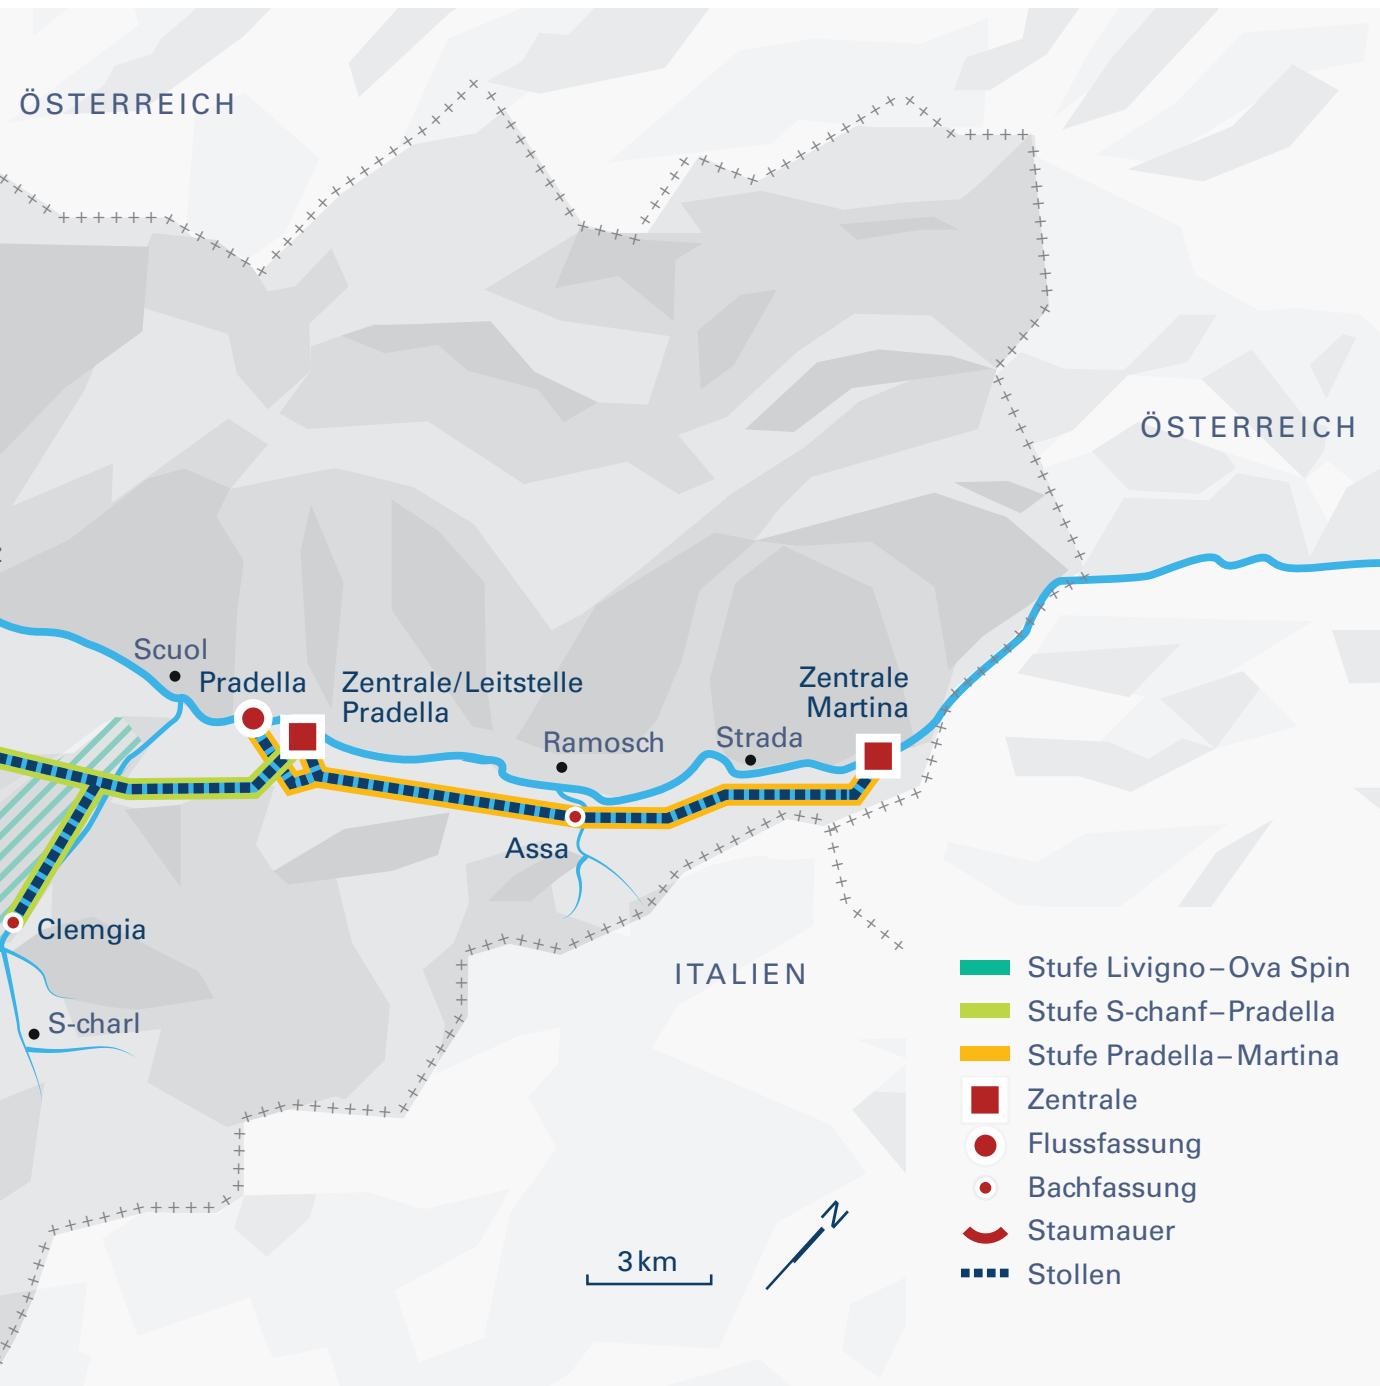 ÖSTERREICH
ÖSTERREICH
Scuol
Pradella
Zentrale/Leitstelle
Pradella
Zentrale
Martina
Ramosch
Strada
Assa
Clemgia
S-charl
ITALIEN
Stufe Livigno–Ova Spin
Stufe S-chanf–Pradella
Stufe Pradella–Martina
Zentrale
Flussfassung
Bachfassung
Staumauer
Stollen
N
3 km